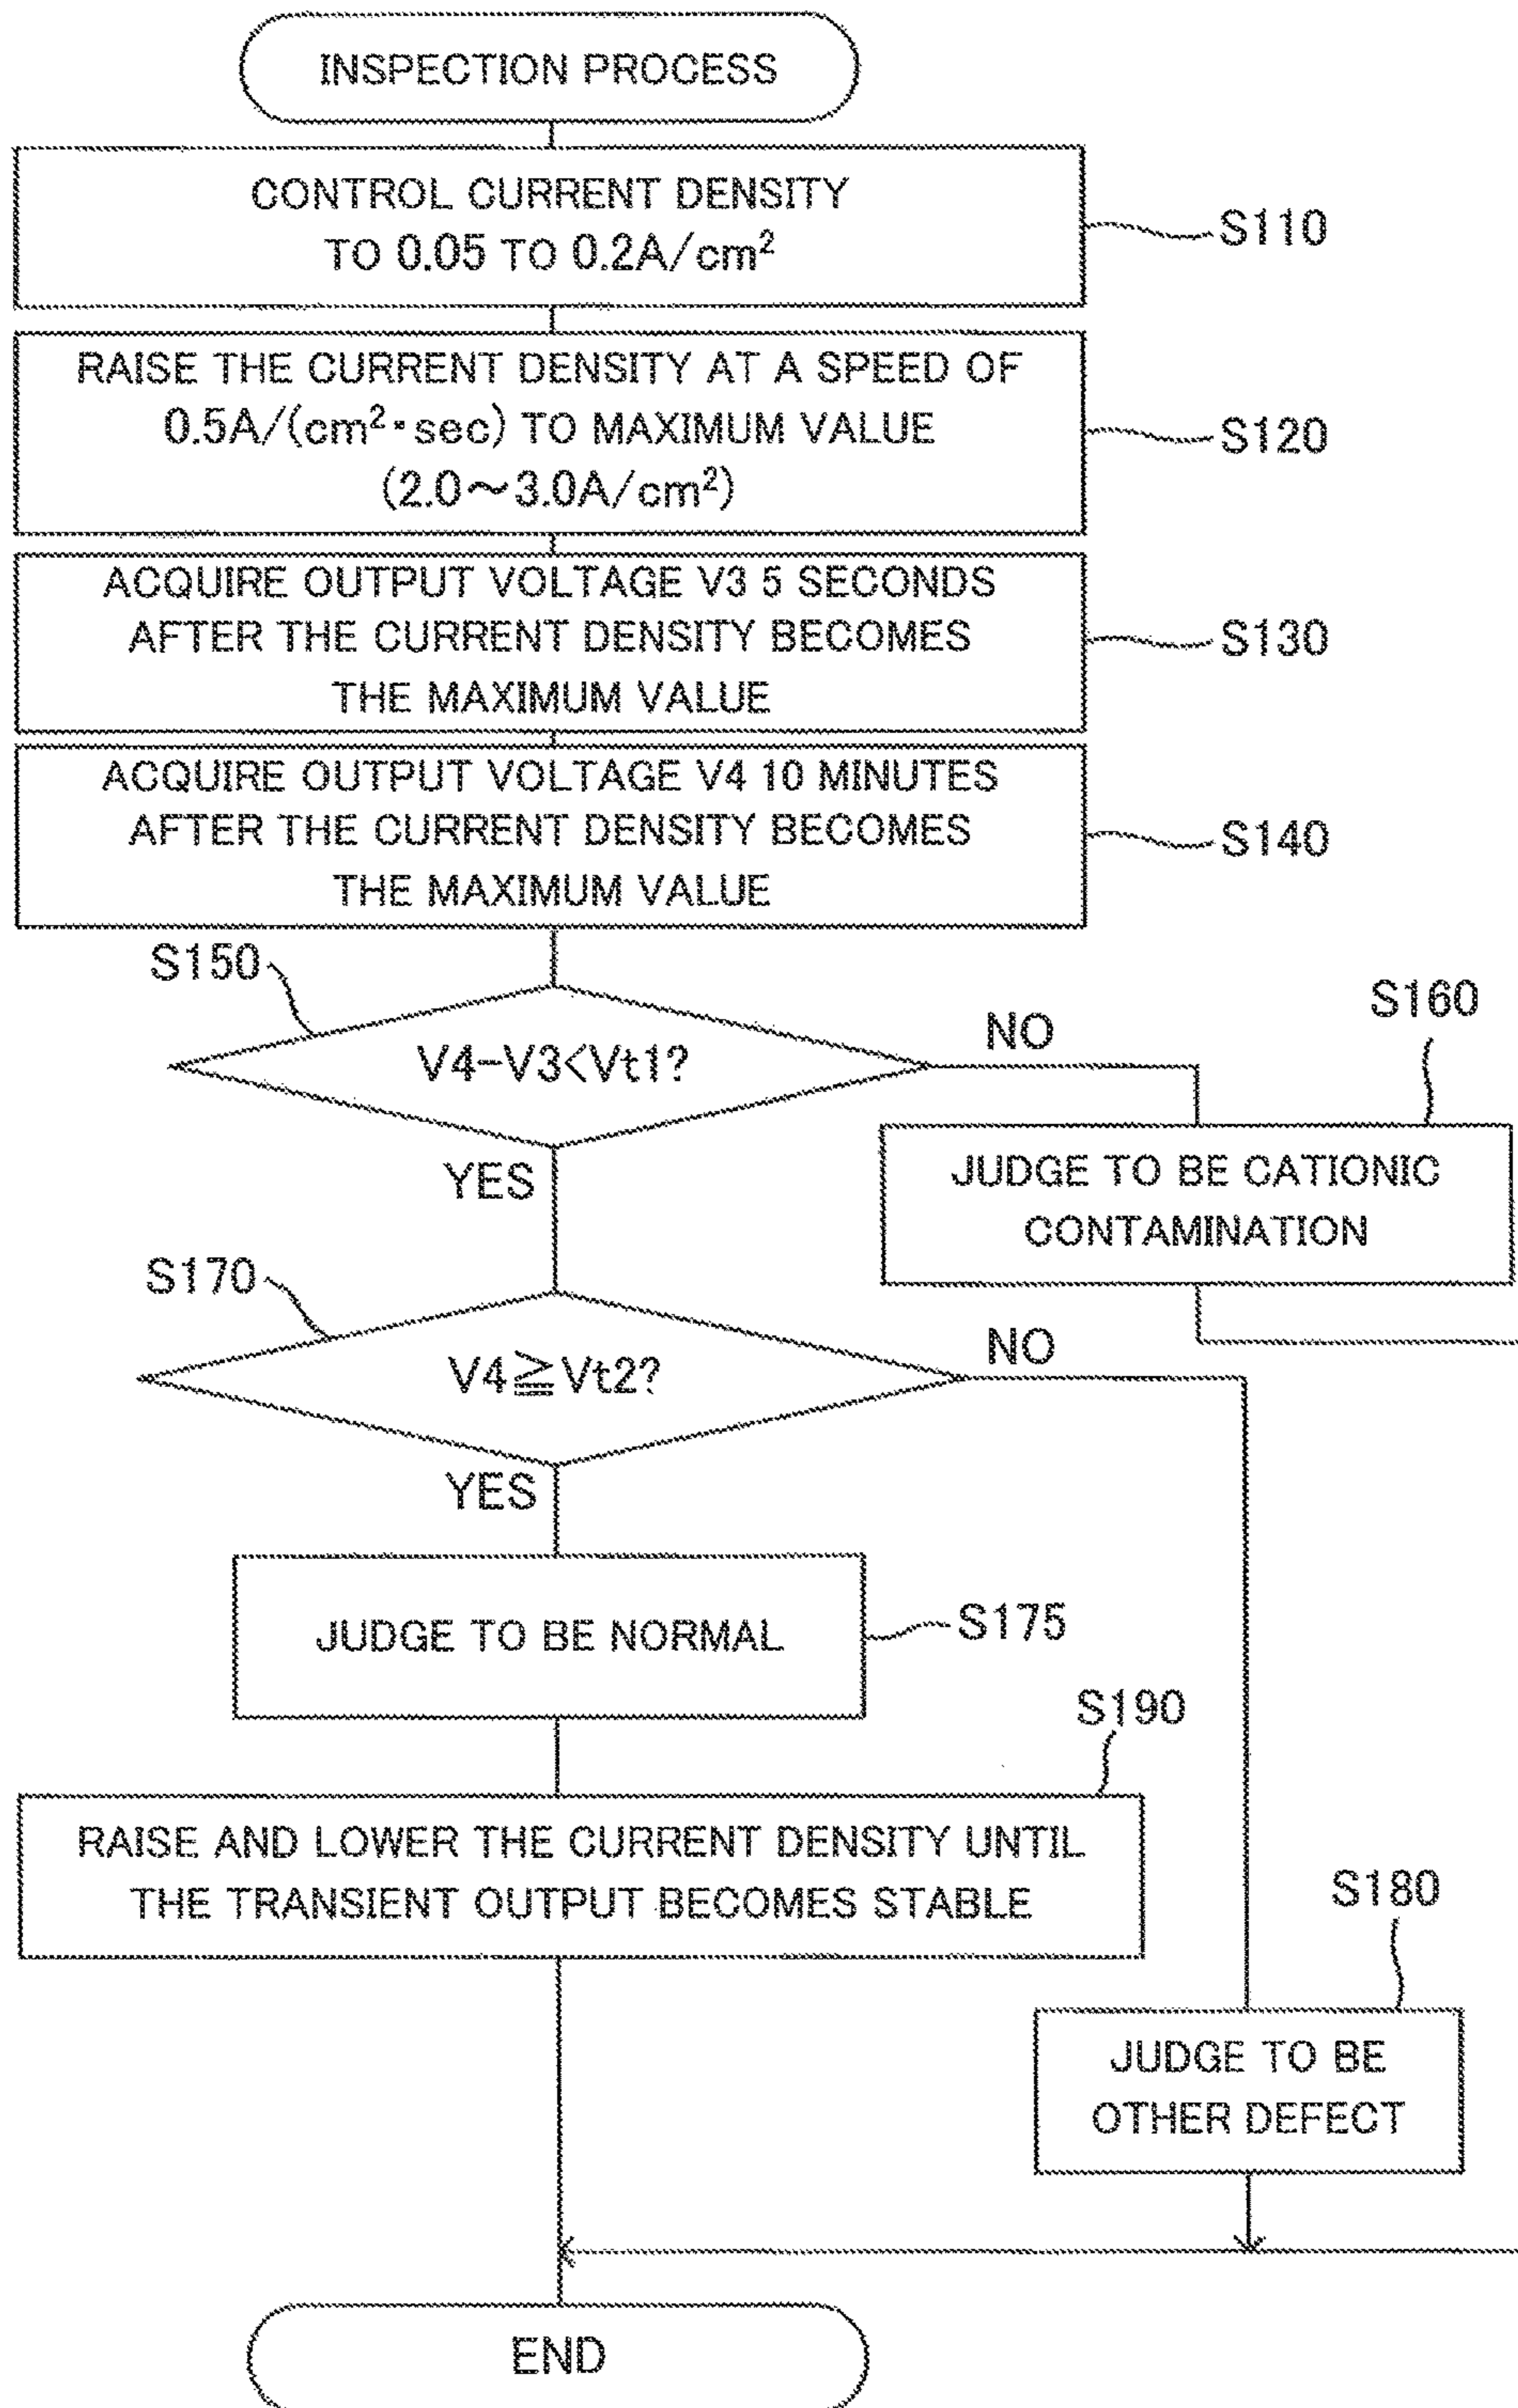 INSPECTION PROCESS
CONTROL CURRENT DENSITY
TO 0.05 TO 0.2A/cm²
S110
RAISE THE CURRENT DENSITY AT A SPEED OF
0.5A/(cm²・sec) TO MAXIMUM VALUE
(2.0～3.0A/cm²)
S120
ACQUIRE OUTPUT VOLTAGE V3 5 SECONDS
AFTER THE CURRENT DENSITY BECOMES
THE MAXIMUM VALUE
S130
ACQUIRE OUTPUT VOLTAGE V4 10 MINUTES
AFTER THE CURRENT DENSITY BECOMES
THE MAXIMUM VALUE
S140
S150
V4-V3<Vt1?
NO
S160
JUDGE TO BE CATIONIC
CONTAMINATION
YES
S170
V4≧Vt2?
NO
YES
JUDGE TO BE NORMAL
S175
S190
RAISE AND LOWER THE CURRENT DENSITY UNTIL
THE TRANSIENT OUTPUT BECOMES STABLE
S180
JUDGE TO BE
OTHER DEFECT
END